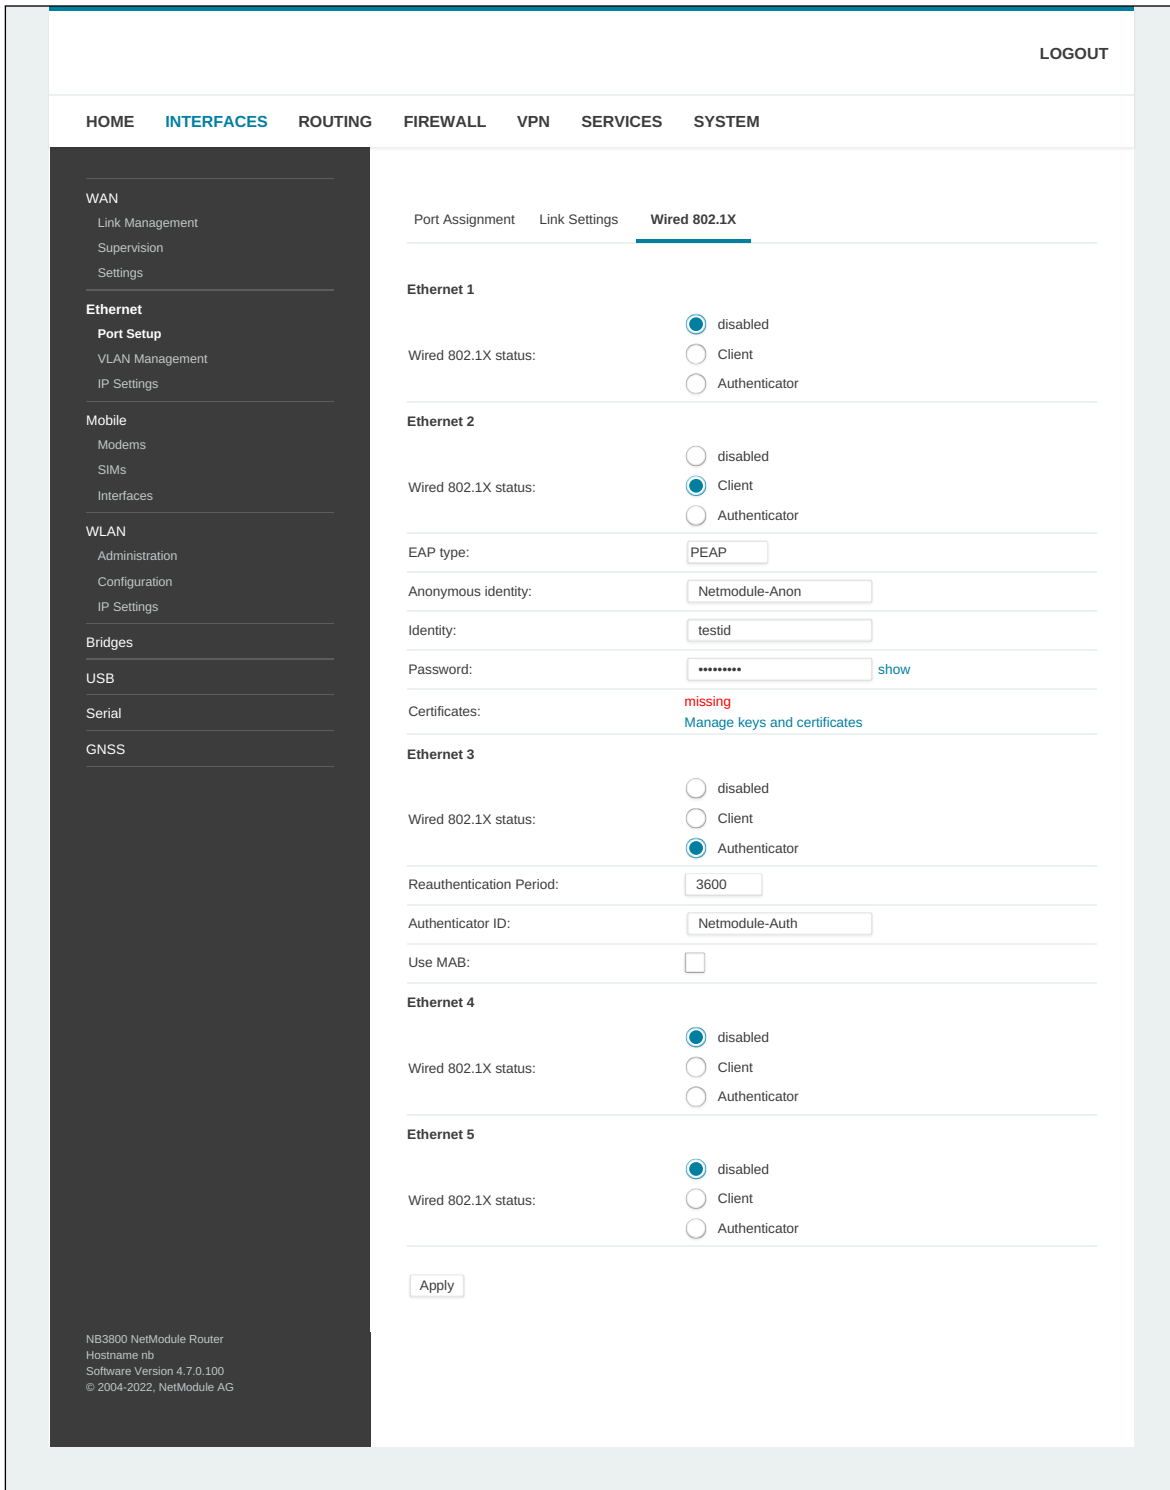 LOGOUT
HOME INTERFACES ROUTING FIREWALL VPN SERVICES SYSTEM
WAN
Link Management
Supervision
Settings
Ethernet
Port Setup
VLAN Management
IP Settings
Mobile
Modems
SIMs
Interfaces
WLAN
Administration
Configuration
IP Settings
Bridges
USB
Serial
GNSS
NB3800 NetModule Router
Hostname nb
Software Version 4.7.0.100
© 2004-2022, NetModule AG
Port Assignment Link Settings Wired 802.1X
Ethernet 1
disabled
Wired 802.1X status: Client
Authenticator
Ethernet 2
disabled
Wired 802.1X status: Client
Authenticator
EAP type: PEAP
Anonymous identity: Netmodule-Anon
Identity: testid
Password: ••••••••• show
missing
Certificates:
Manage keys and certificates
Ethernet 3
disabled
Wired 802.1X status: Client
Authenticator
Reauthentication Period: 3600
Authenticator ID: Netmodule-Auth
Use MAB:
Ethernet 4
disabled
Wired 802.1X status: Client
Authenticator
Ethernet 5
disabled
Wired 802.1X status: Client
Authenticator
Apply